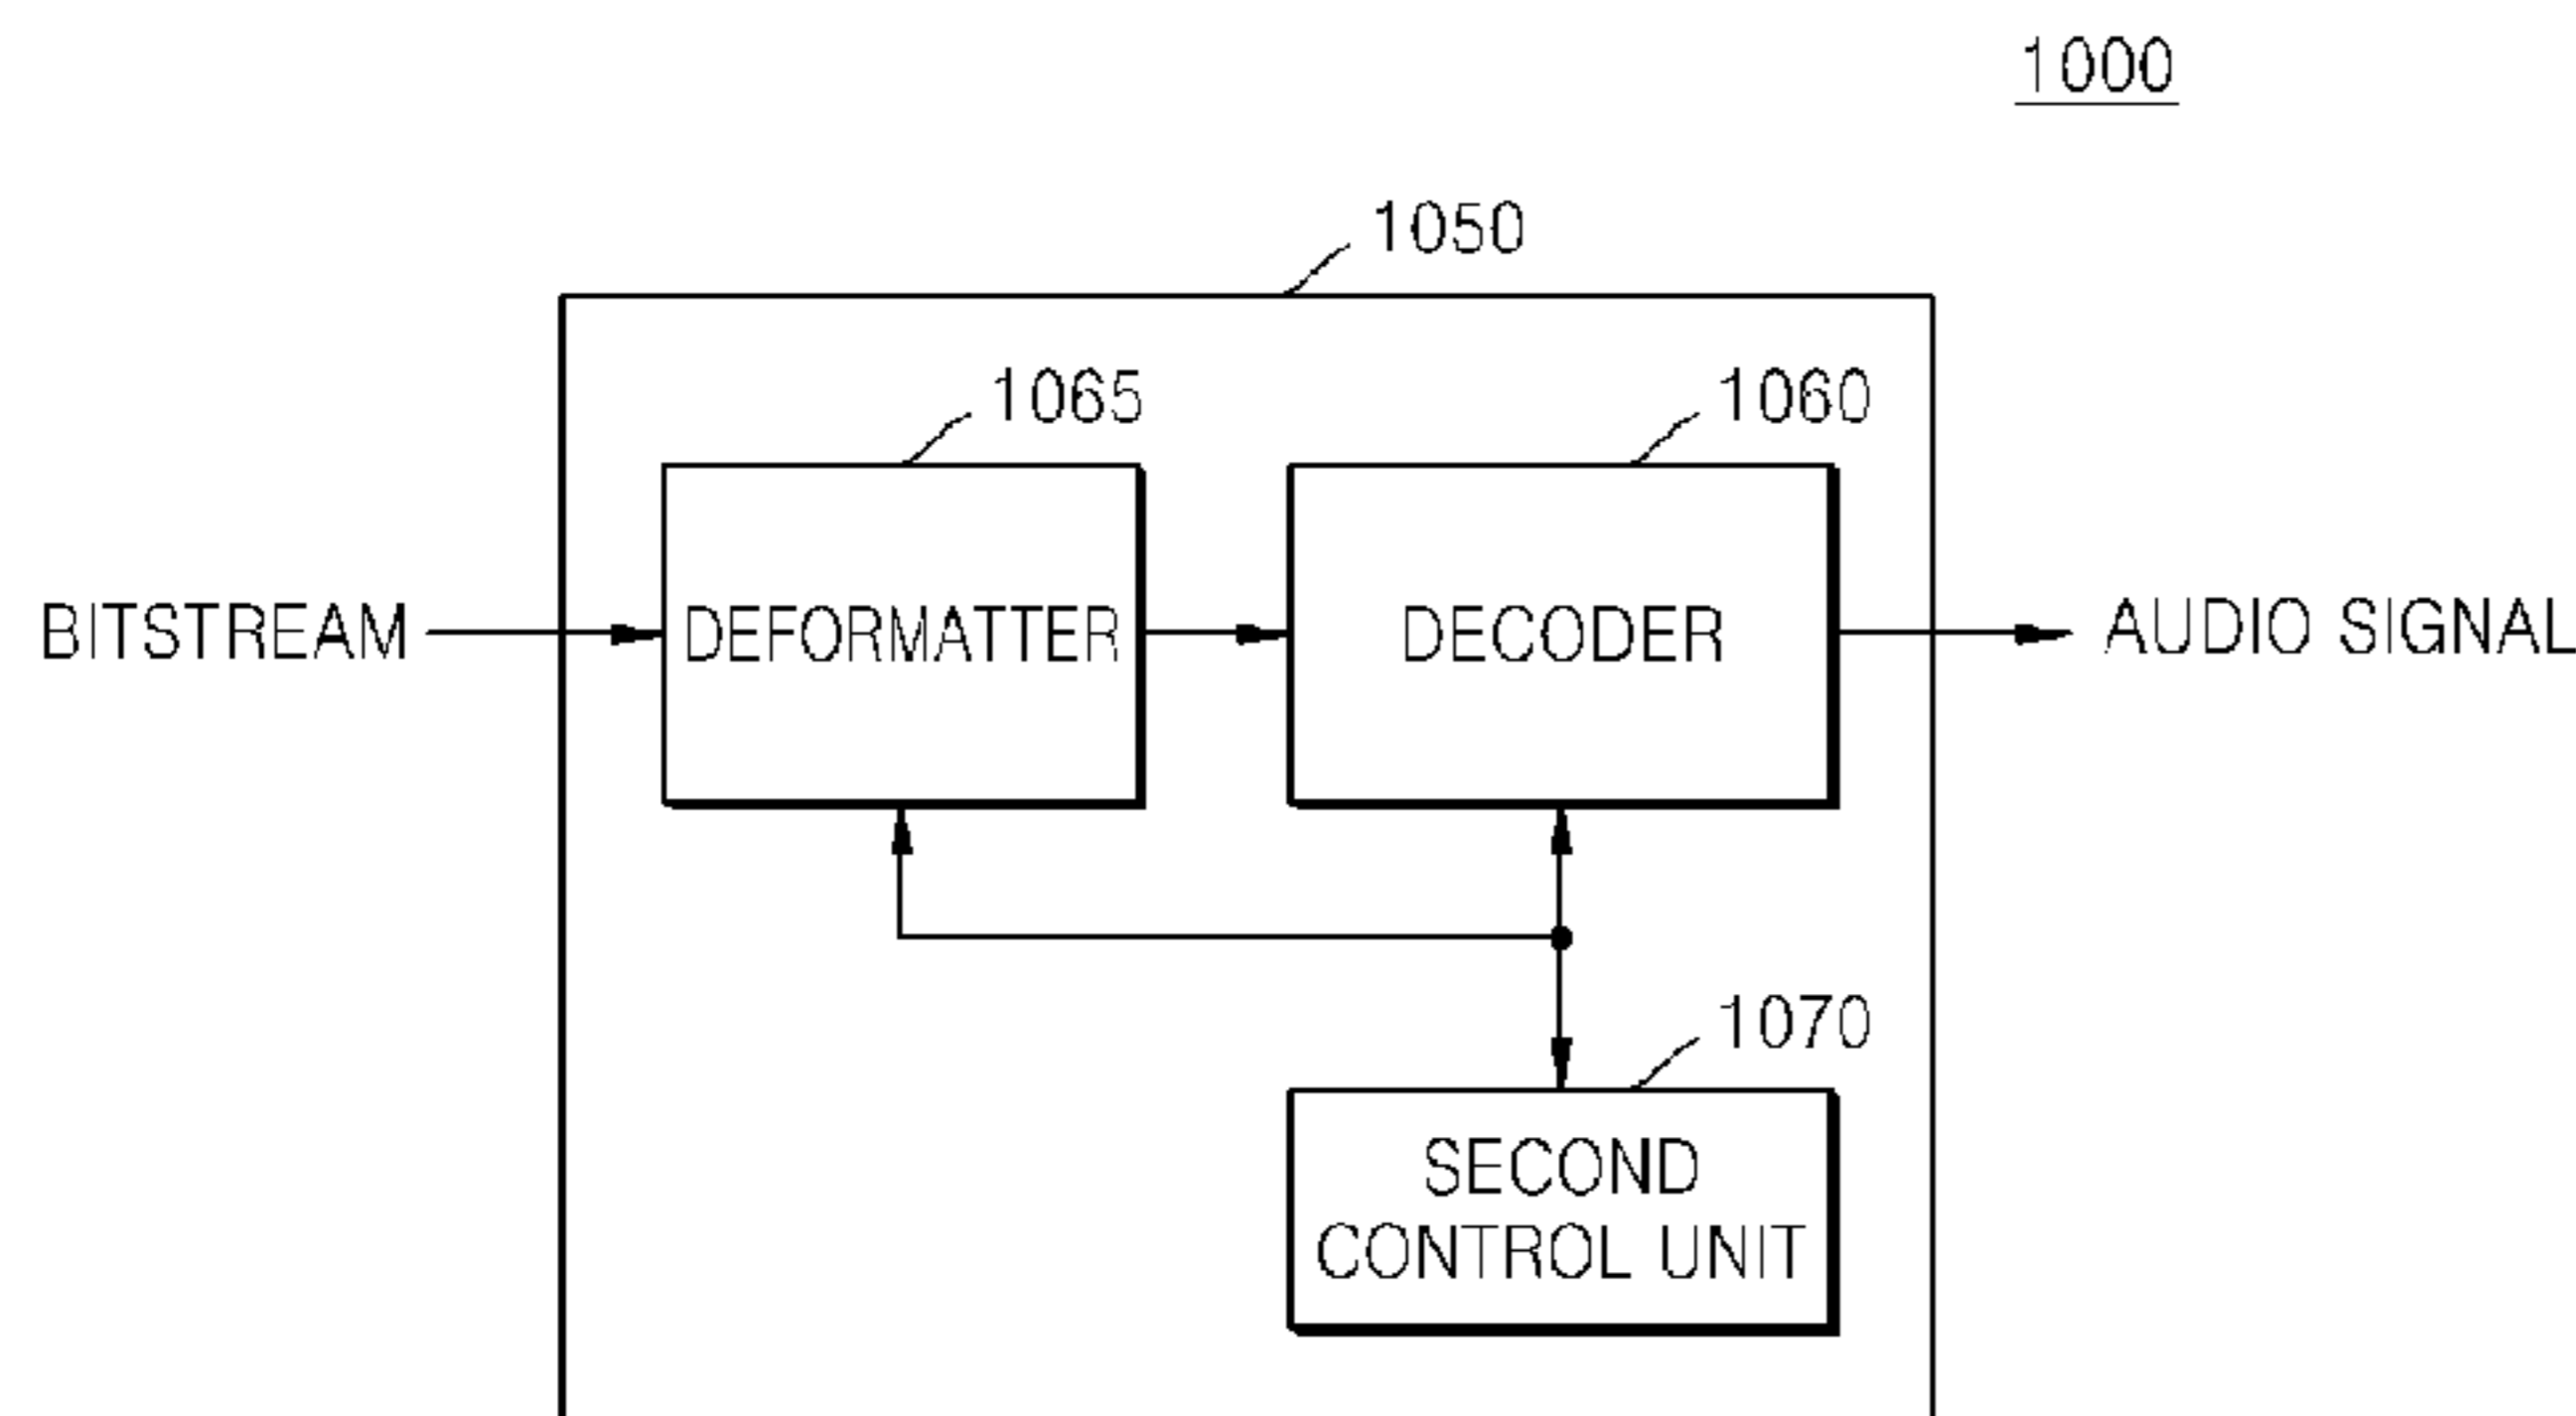 1000
1050
1065
1060
BITSTREAM
DEFORMATTER
DECODER
AUDIO SIGNAL
1070
SECOND
CONTROL UNIT